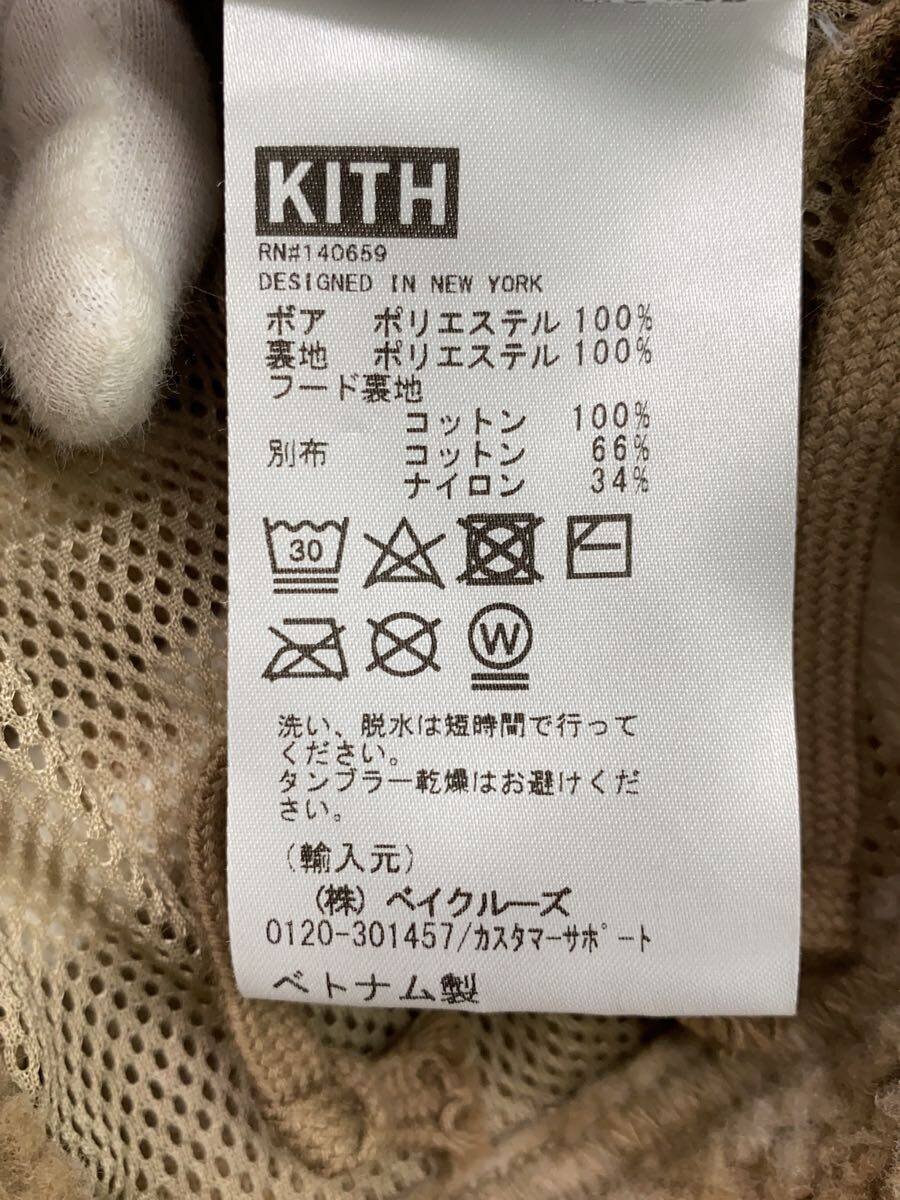 KITH
RN#140659
DESIGNED IN NEW YORK
ボア ポリエステル 100%
裏地 ポリエステル 100%
フード裏地
コットン 100%
別布 コットン 66%
ナイロン 34%
30
W
洗い、脱水は短時間で行って
ください。
タンブラー乾燥はお避けくだ
さい。
(輸入元)
(株) ベイクルーズ
0120-301457/カスタマーサポート
ベトナム製